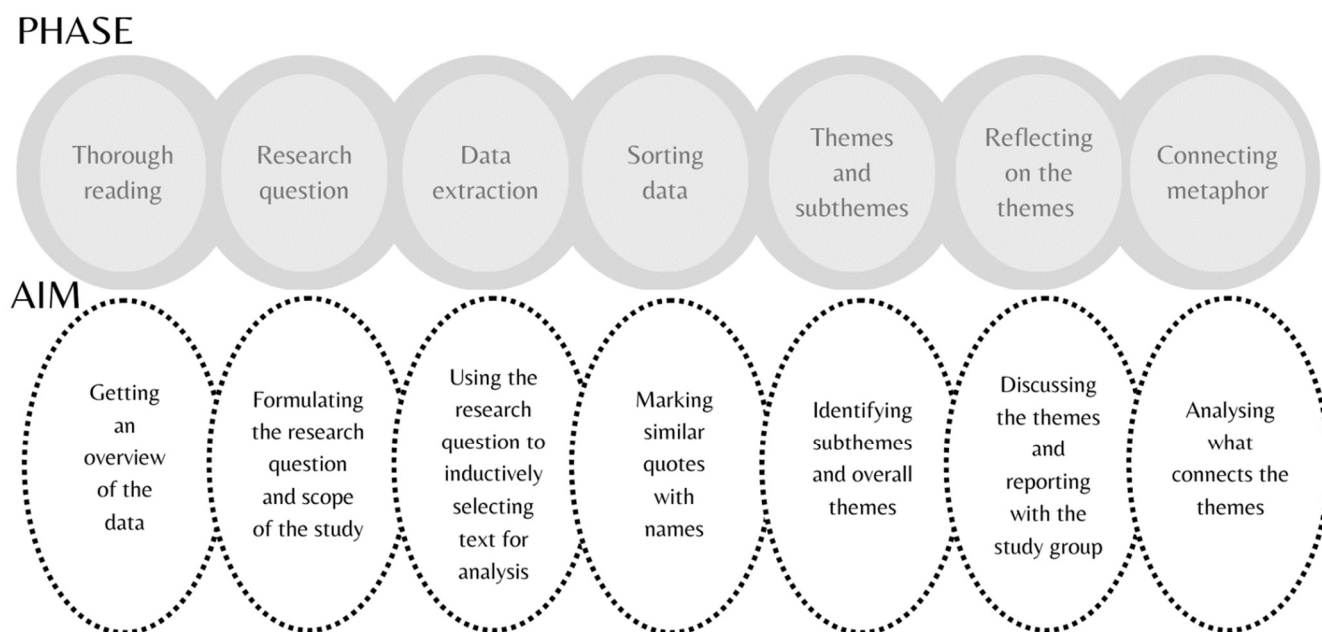 PHASE
Thorough
reading
Research
question
Data
extraction
Sorting
data
Themes
and
subthemes
Reflecting
on the
themes
Connecting
metaphor
AIM
Getting
an
overview
of the
data
Formulating
the research
question
and scope
of the study
Using the
research
question to
inductively
selecting
text for
analysis
Marking
similar
quotes
with
names
Identifying
subthemes
and overall
themes
Discussing
the themes
and
reporting
with the
study group
Analysing
what
connects the
themes